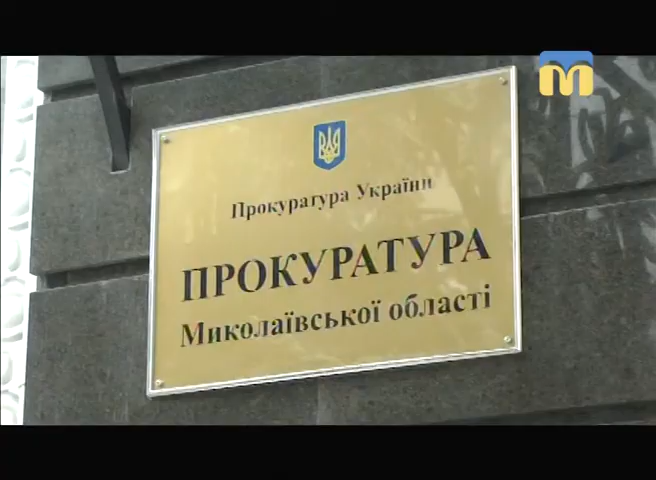 М
Прокуратура України
ПРОКУРАТУРА
Миколаївської області